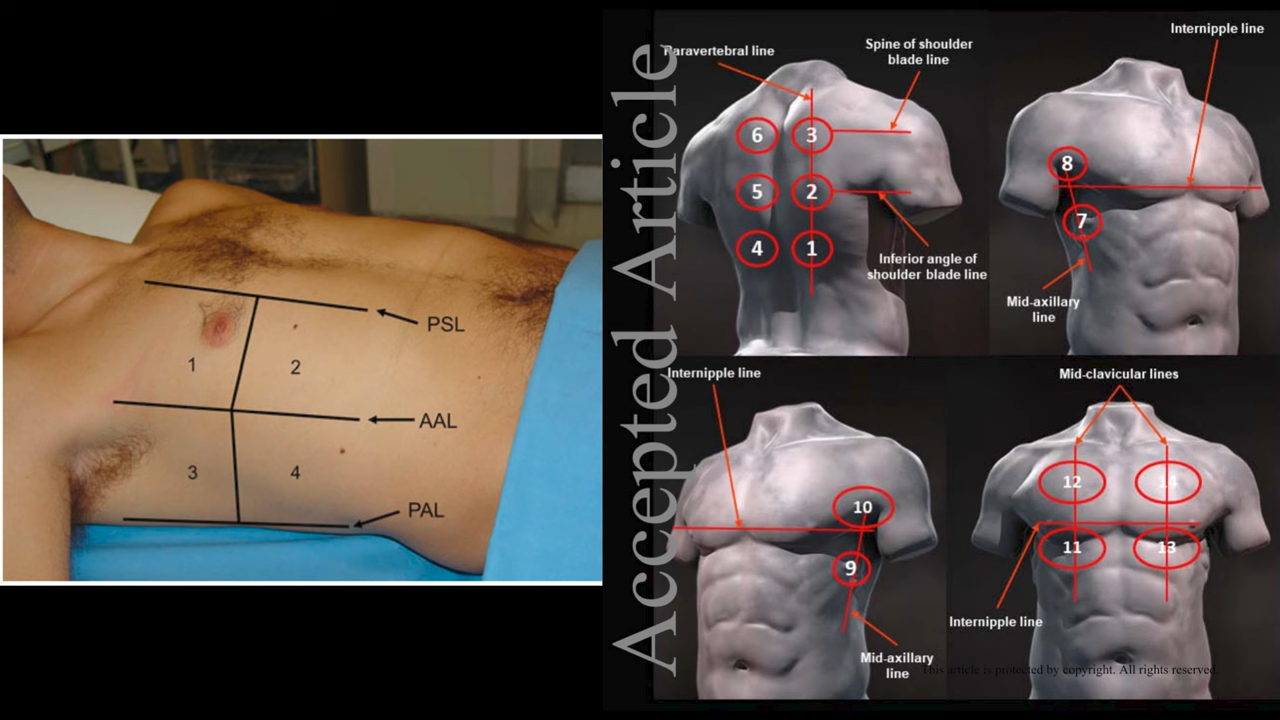 PSL
1
2
AAL
3
4
PAL
Accepted Article
Paravertebral line
Spine of shoulder
blade line
6
3
5
2
4
1
Inferior angle of
shoulder blade line
Internipple line
8
7
Mid-axillary
line
Internipple line
10
9
Mid-axillary
line
Mid-clavicular lines
12
14
11
13
Internipple line
This article is protected by copyright. All rights reserved.